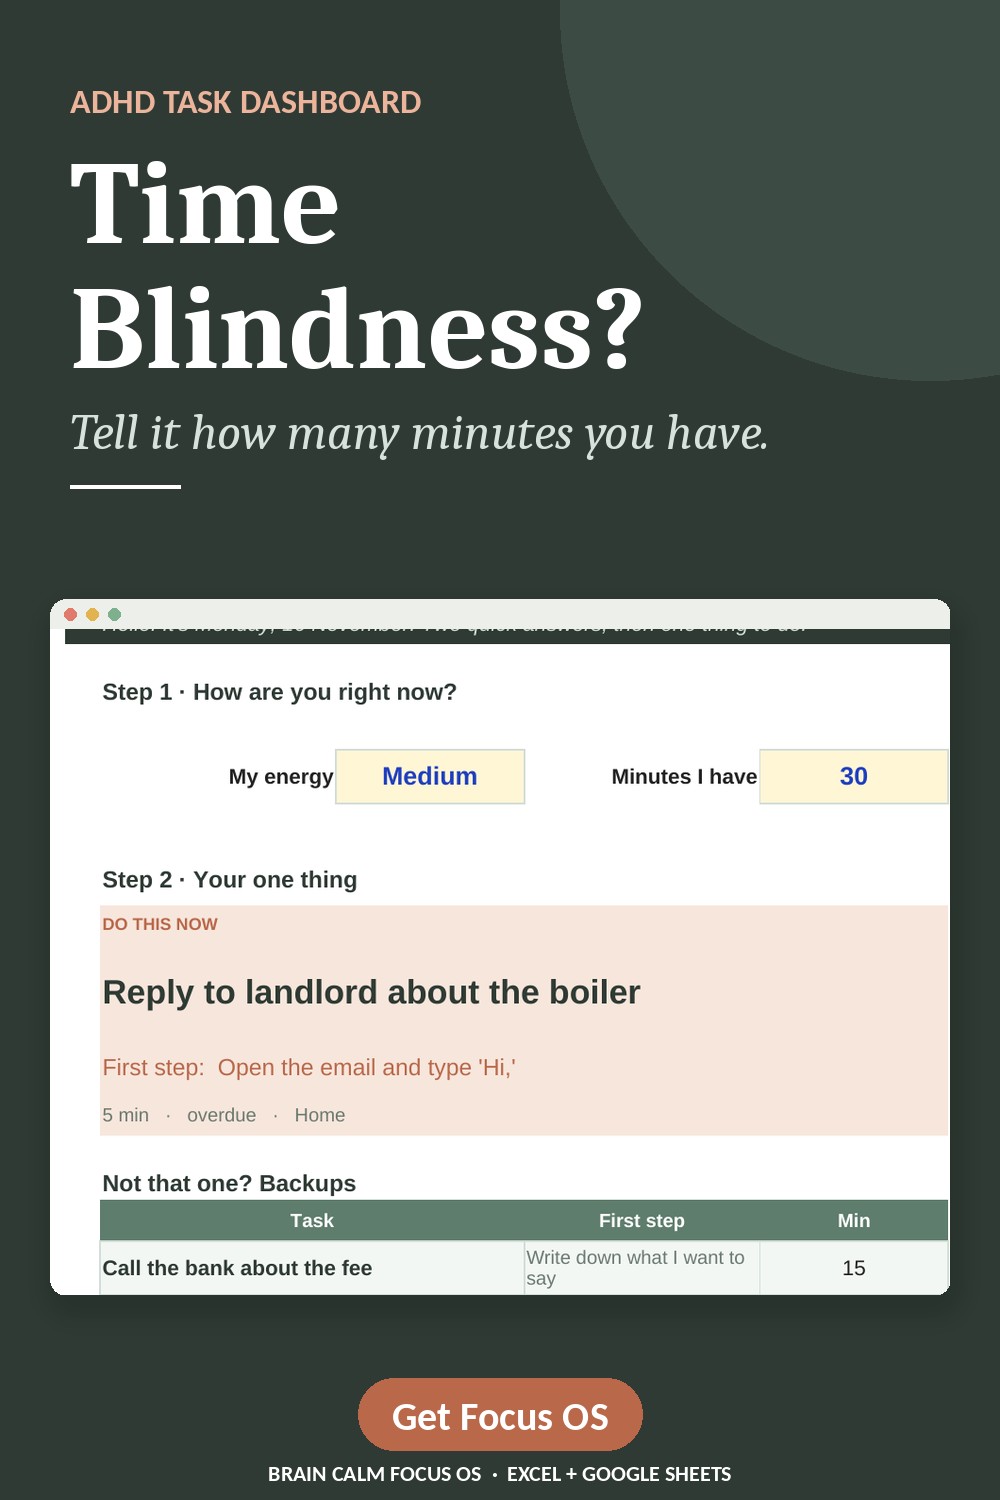 ADHD TASK DASHBOARD
Time
Blindness?
Tell it how many minutes you have.
Step 1 · How are you right now?
My energy Medium Minutes I have 30
Step 2 · Your one thing
DO THIS NOW
Reply to landlord about the boiler
First step: Open the email and type 'Hi,'
5 min · overdue · Home
Not that one? Backups
Task First step Min
Call the bank about the fee Write down what I want to say 15
Get Focus OS
BRAIN CALM FOCUS OS · EXCEL + GOOGLE SHEETS